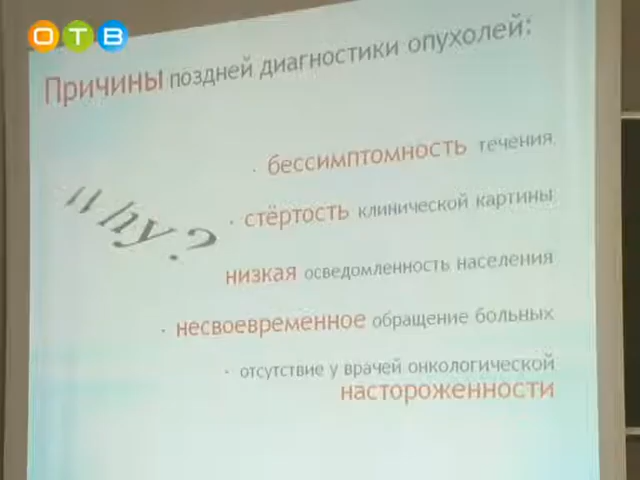 ОТВ
Причины поздней диагностики опухолей:
· бессимптомность течения
Why?
· стёртость клинической картины
низкая осведомленность населения
· несвоевременное обращение больных
· отсутствие у врачей онкологической
настороженности